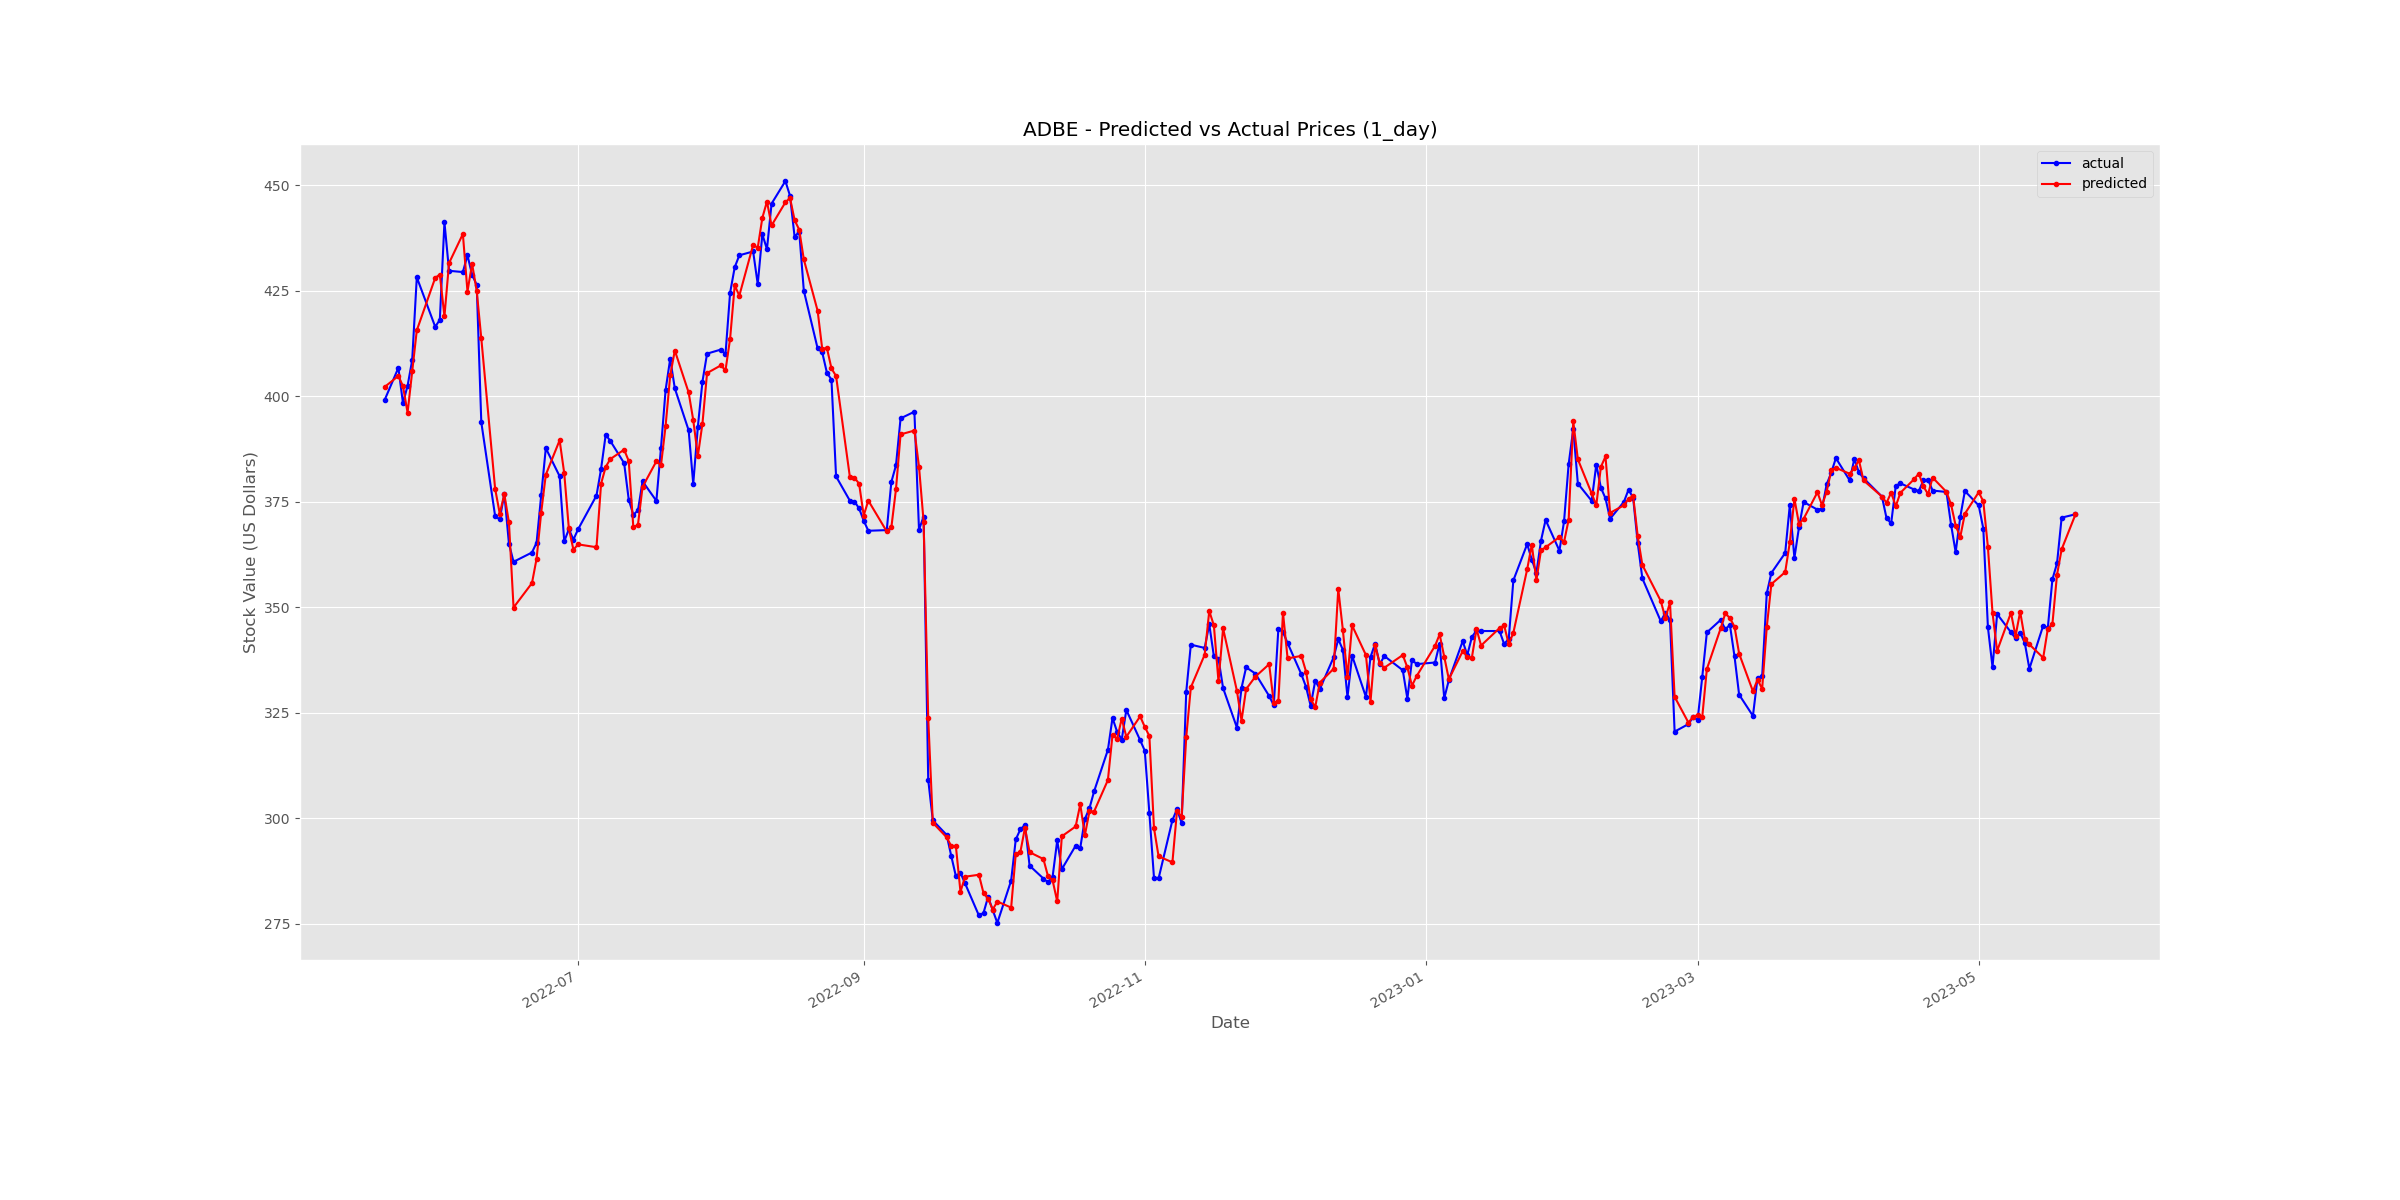 ADBE - Predicted vs Actual Prices (1_day)
actual
predicted
450
425
400
375
350
325
300
275
Stock Value (US Dollars)
2022-07
2022-09
2022-11
2023-01
2023-03
2023-05
Date